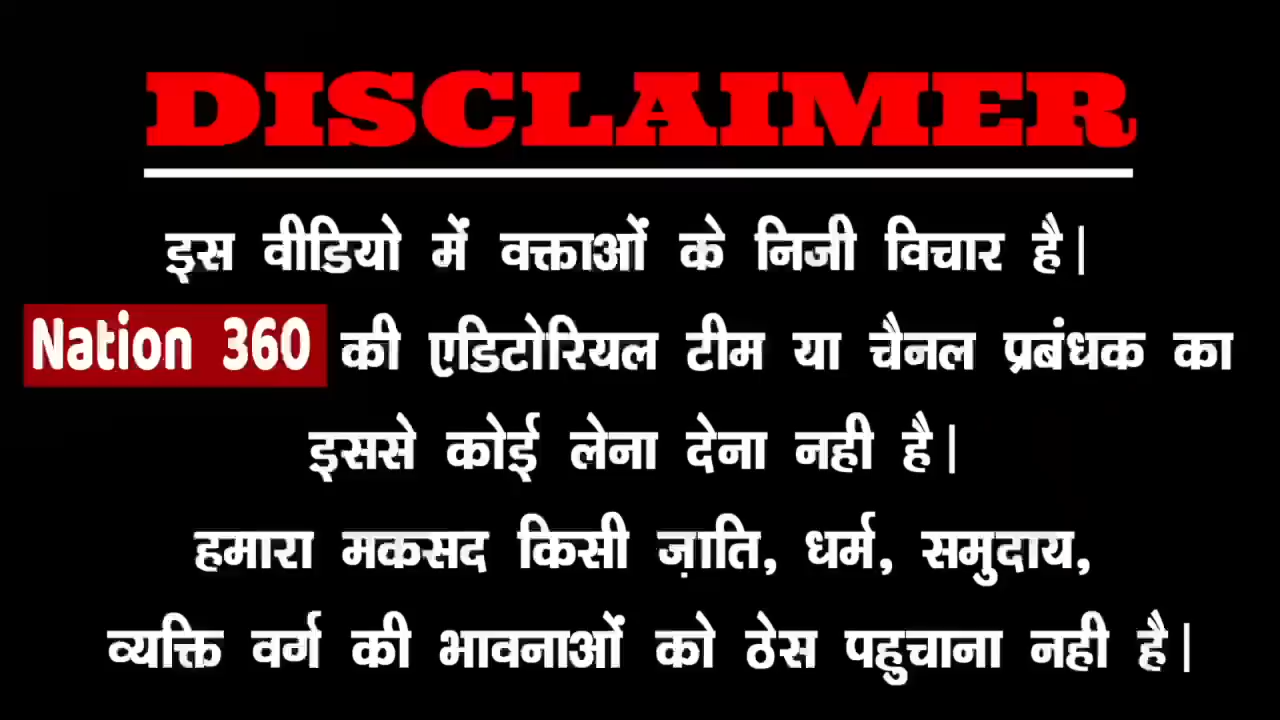 DISCLAIMER
इस वीडियो में वक्ताओं के निजी विचार है|
Nation 360 की एडिटोरियल टीम या चैनल प्रबंधक का
इससे कोई लेना देना नही है|
हमारा मकसद किसी ज़ाति, धर्म, समुदाय,
व्यक्ति वर्ग की भावनाओं को ठेस पहुचाना नही है|